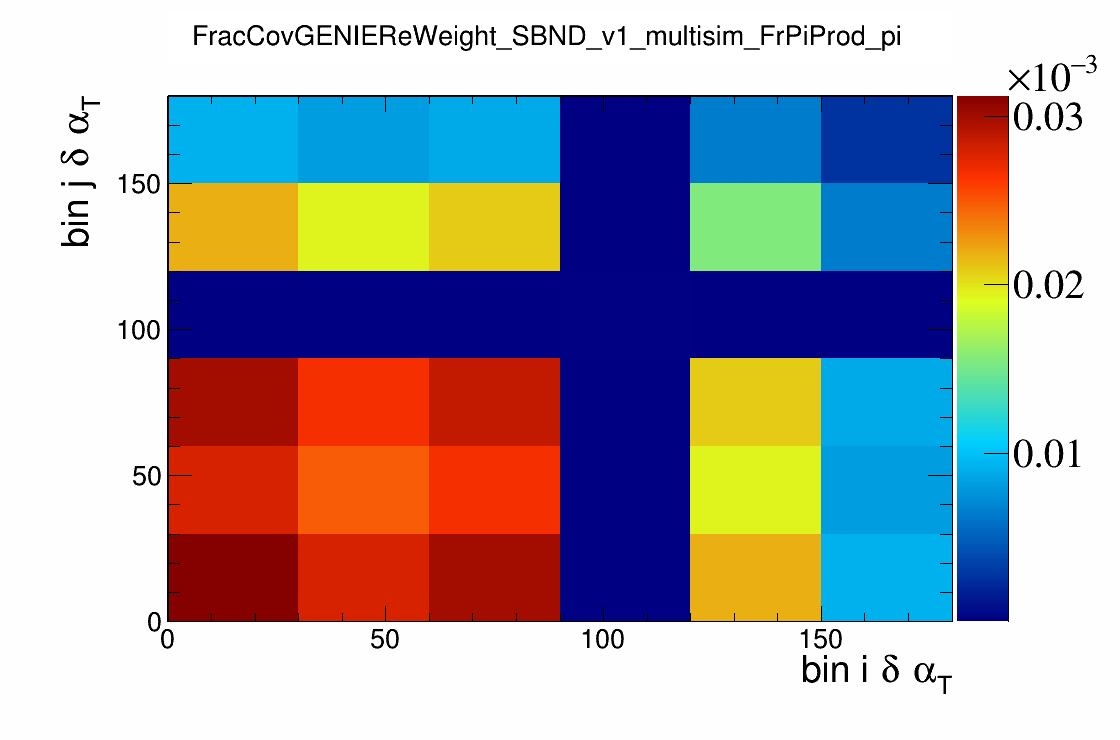 FracCovGENIEReWeight_SBND_v1_multisim_FrPiProd_pi
×10⁻³
0.03
0.02
0.01
bin j δ α_T
150
100
50
0
0 50 100 150
bin i δ α_T